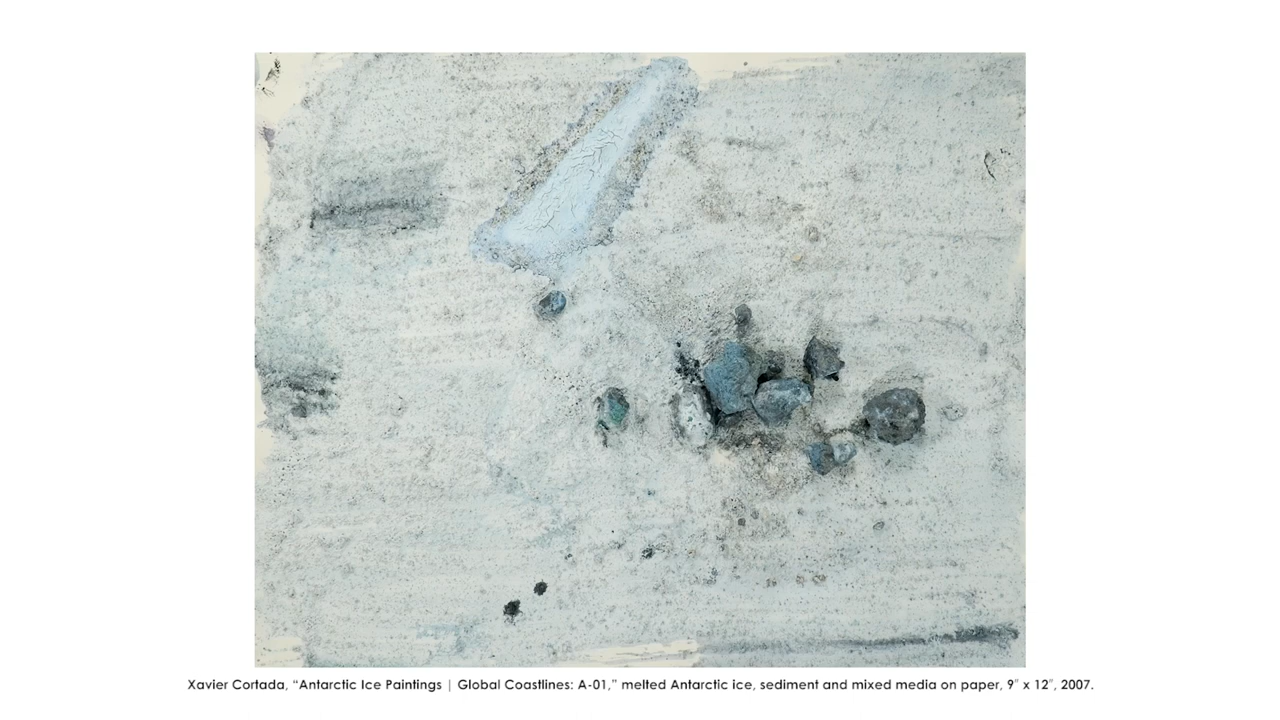 Xavier Cortada, “Antarctic Ice Paintings | Global Coastlines: A-01,” melted Antarctic ice, sediment and mixed media on paper, 9″ x 12″, 2007.